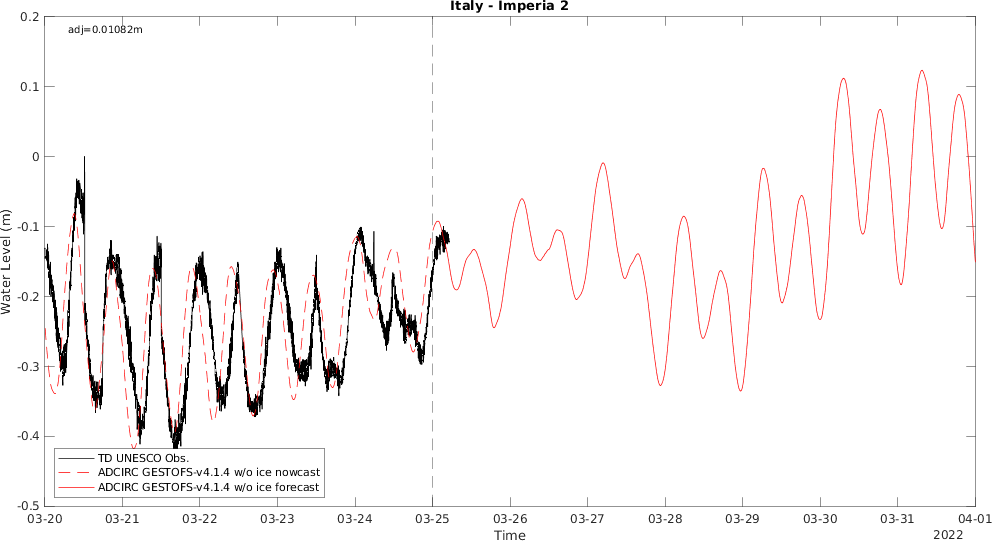 Italy - Imperia 2
adj=0.01082m
0.2
0.1
0
-0.1
-0.2
-0.3
-0.4
-0.5
Water Level (m)
TD UNESCO Obs.
ADCIRC GESTOFS-v4.1.4 w/o ice nowcast
ADCIRC GESTOFS-v4.1.4 w/o ice forecast
03-20 03-21 03-22 03-23 03-24 03-25 03-26 03-27 03-28 03-29 03-30 03-31 04-01
Time
2022